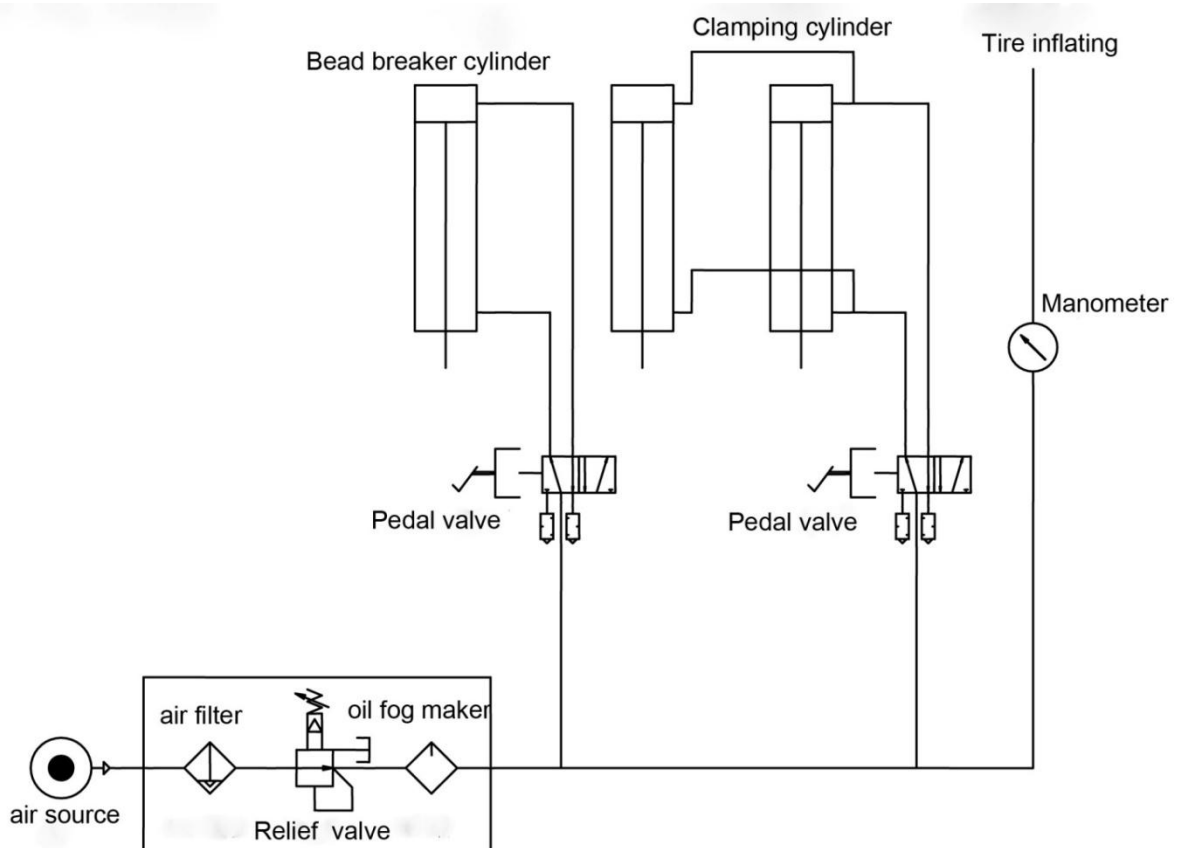 Clamping cylinder
Tire inflating
Bead breaker cylinder
Manometer
Pedal valve
Pedal valve
air filter
oil fog maker
air source
Relief valve